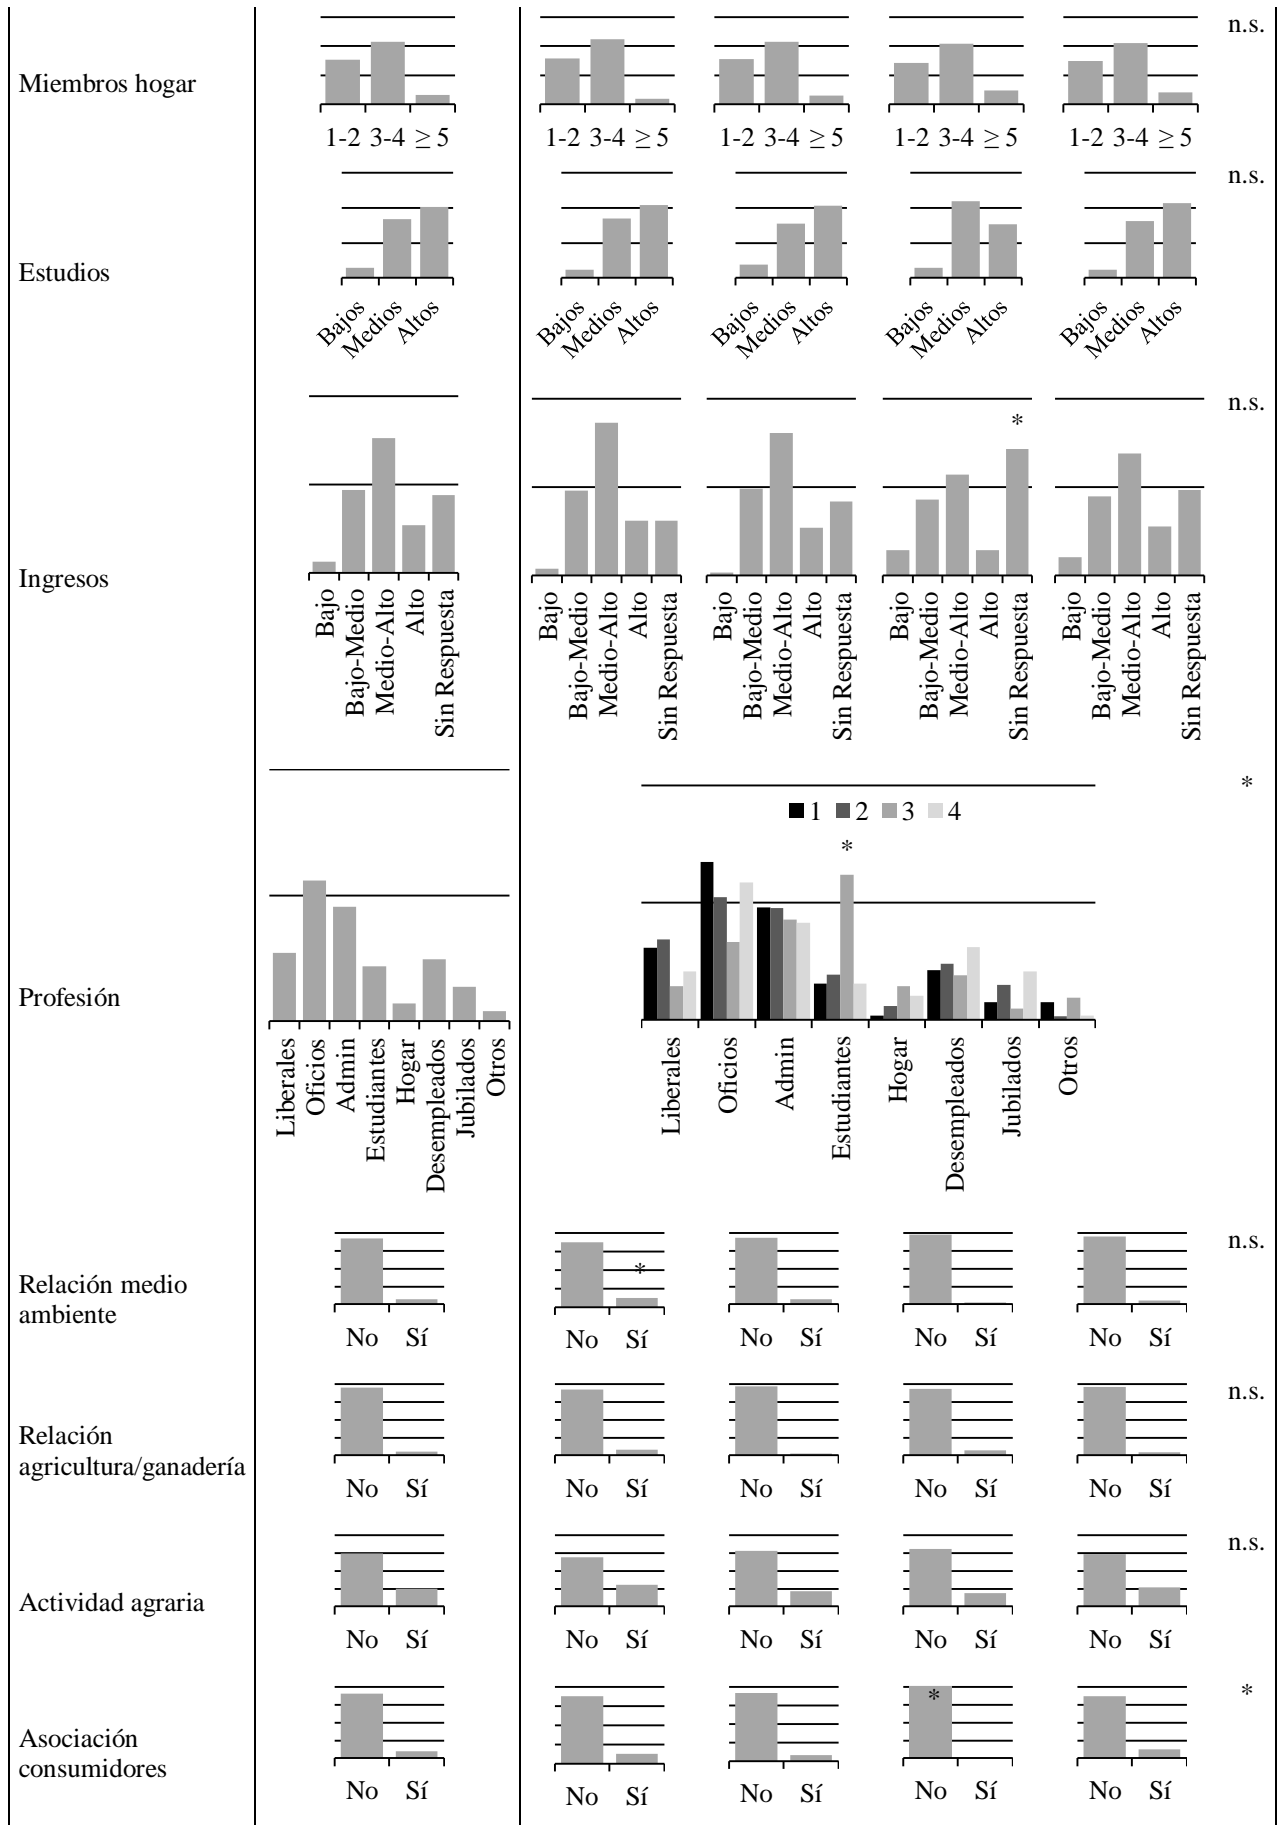 n.s.
Miembros hogar
1-2 3-4 ≥ 5
1-2 3-4 ≥ 5
1-2 3-4 ≥ 5
1-2 3-4 ≥ 5
1-2 3-4 ≥ 5
n.s.
Estudios
Bajos Medios Altos
Bajos Medios Altos
Bajos Medios Altos
Bajos Medios Altos
Bajos Medios Altos
n.s.
*
Ingresos
Bajo
Bajo-Medio
Medio-Alto
Alto
Sin Respuesta
Bajo
Bajo-Medio
Medio-Alto
Alto
Sin Respuesta
Bajo
Bajo-Medio
Medio-Alto
Alto
Sin Respuesta
Bajo
Bajo-Medio
Medio-Alto
Alto
Sin Respuesta
Bajo
Bajo-Medio
Medio-Alto
Alto
Sin Respuesta
*
1 2 3 4
*
Profesión
Liberales
Oficios
Admin
Estudiantes
Hogar
Desempleados
Jubilados
Otros
Liberales
Oficios
Admin
Estudiantes
Hogar
Desempleados
Jubilados
Otros
n.s.
*
Relación medio
ambiente
No Sí
No Sí
No Sí
No Sí
No Sí
n.s.
Relación
agricultura/ganadería
No Sí
No Sí
No Sí
No Sí
No Sí
n.s.
Actividad agraria
No Sí
No Sí
No Sí
No Sí
No Sí
*
*
Asociación
consumidores
No Sí
No Sí
No Sí
No Sí
No Sí